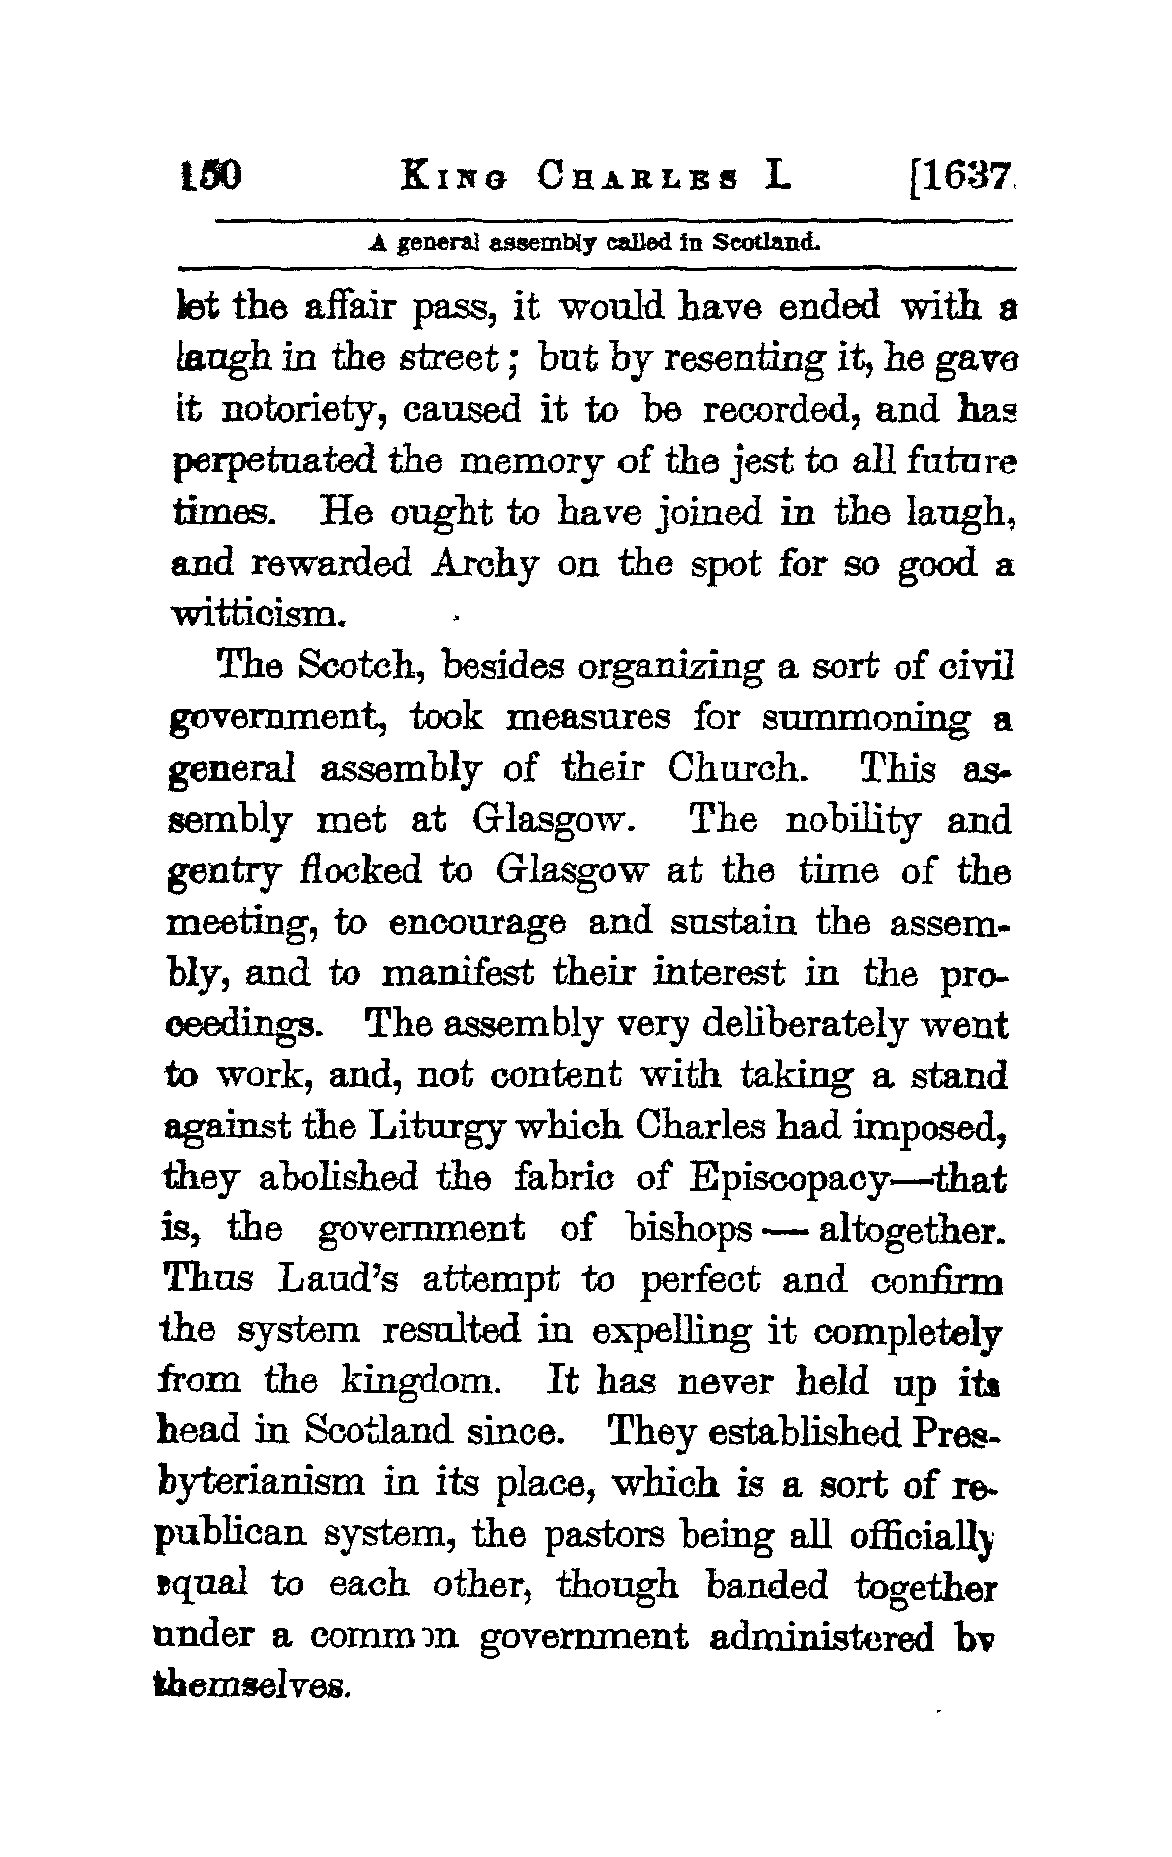 150 King Charles I. [1637.
A general assembly called in Scotland.
let the affair pass, it would have ended with a
laugh in the street; but by resenting it, he gave
it notoriety, caused it to be recorded, and has
perpetuated the memory of the jest to all future
times. He ought to have joined in the laugh,
and rewarded Archy on the spot for so good a
witticism.
The Scotch, besides organizing a sort of civil
government, took measures for summoning a
general assembly of their Church. This as-
sembly met at Glasgow. The nobility and
gentry flocked to Glasgow at the time of the
meeting, to encourage and sustain the assem-
bly, and to manifest their interest in the pro-
ceedings. The assembly very deliberately went
to work, and, not content with taking a stand
against the Liturgy which Charles had imposed,
they abolished the fabric of Episcopacy—that
is, the government of bishops — altogether.
Thus Laud's attempt to perfect and confirm
the system resulted in expelling it completely
from the kingdom. It has never held up its
head in Scotland since. They established Pres-
byterianism in its place, which is a sort of re-
publican system, the pastors being all officially
equal to each other, though banded together
under a common government administered by
themselves.